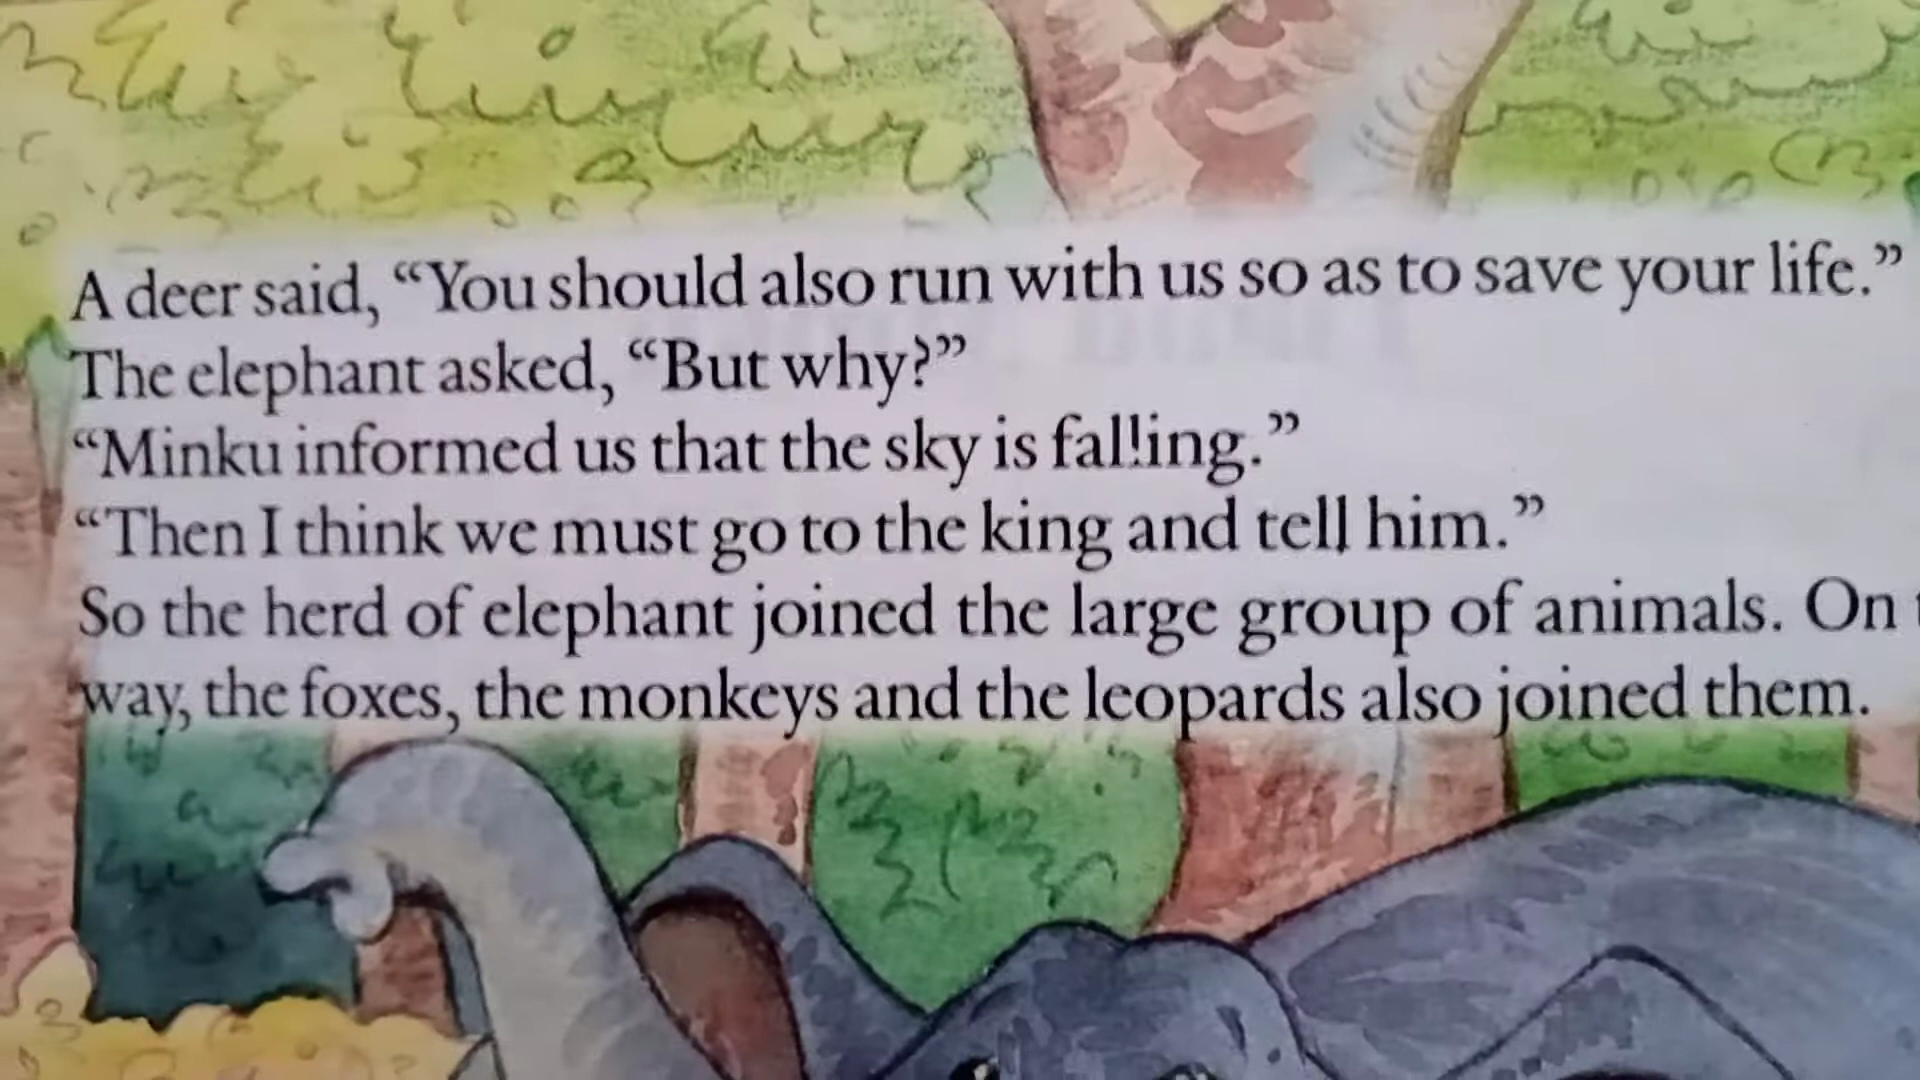 A deer said, “You should also run with us so as to save your life.”
The elephant asked, “But why?”
“Minku informed us that the sky is falling.”
“Then I think we must go to the king and tell him.”
So the herd of elephant joined the large group of animals. On
way, the foxes, the monkeys and the leopards also joined them.